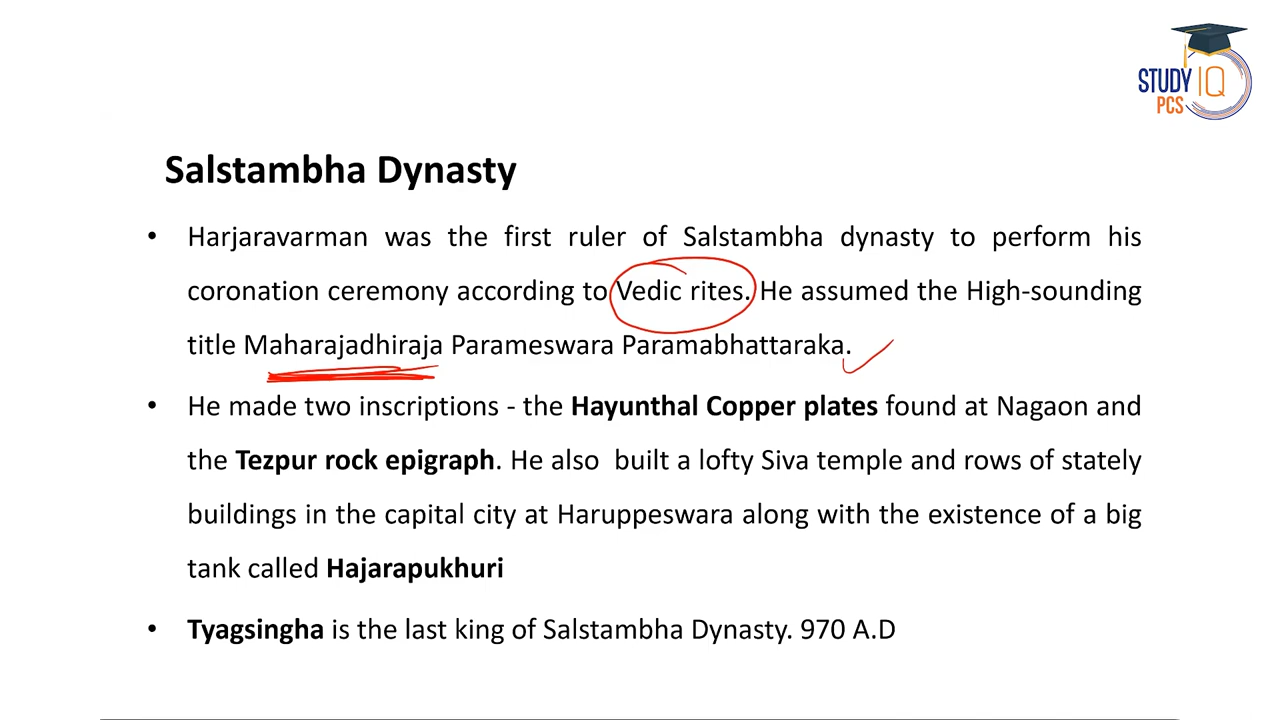 STUDY IQ
PCS
Salstambha Dynasty
• Harjaravarman was the first ruler of Salstambha dynasty to perform his
coronation ceremony according to Vedic rites. He assumed the High-sounding
title Maharajadhiraja Parameswara Paramabhattaraka.
• He made two inscriptions - the Hayunthal Copper plates found at Nagaon and
the Tezpur rock epigraph. He also built a lofty Siva temple and rows of stately
buildings in the capital city at Haruppeswara along with the existence of a big
tank called Hajarapukhuri
• Tyagsingha is the last king of Salstambha Dynasty. 970 A.D